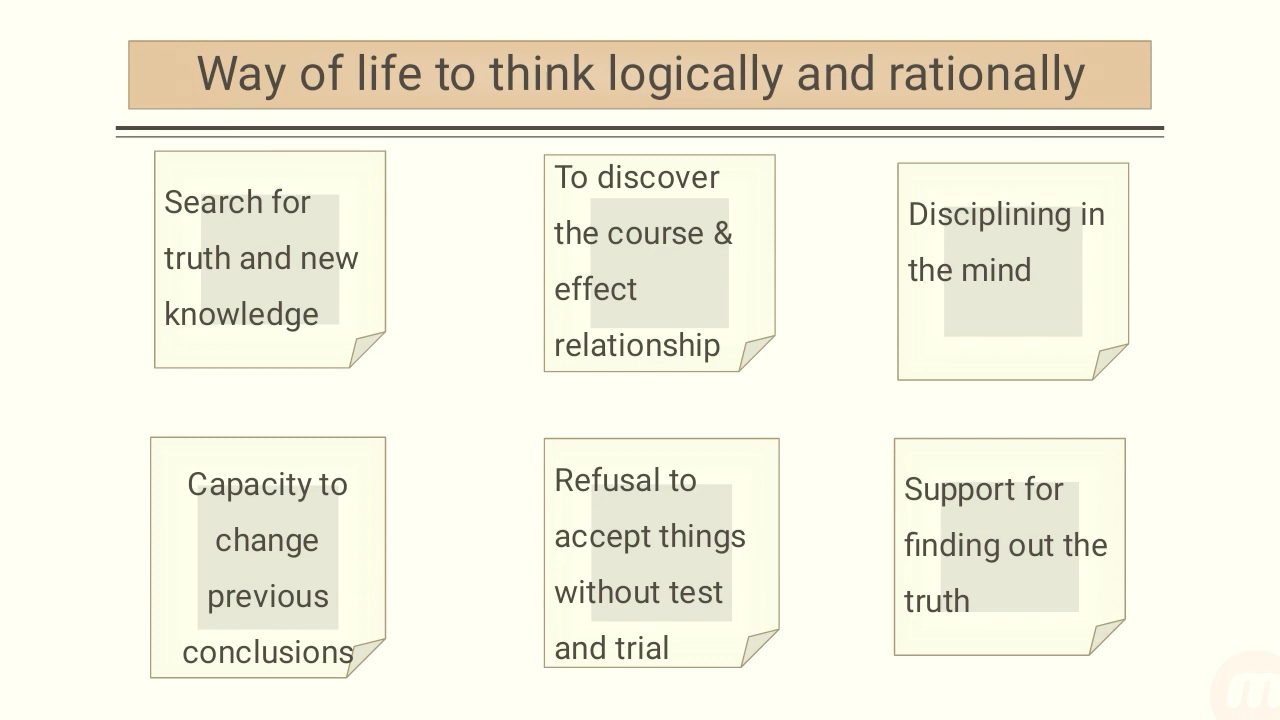 Way of life to think logically and rationally
Search for
truth and new
knowledge
To discover
the course &
effect
relationship
Disciplining in
the mind
Capacity to
change
previous
conclusions
Refusal to
accept things
without test
and trial
Support for
finding out the
truth